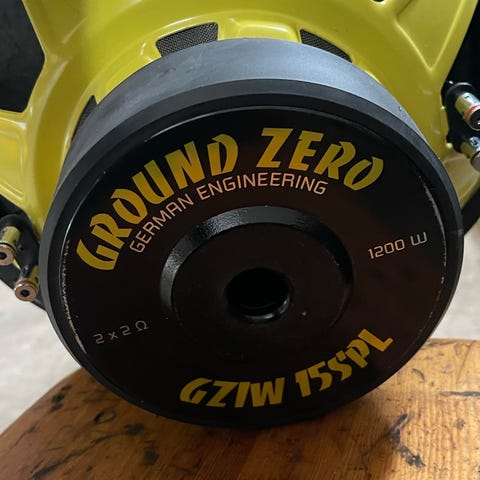 GROUND ZERO
GERMAN ENGINEERING
1200 W
2 x 2 Ω
GZIW 15SPL